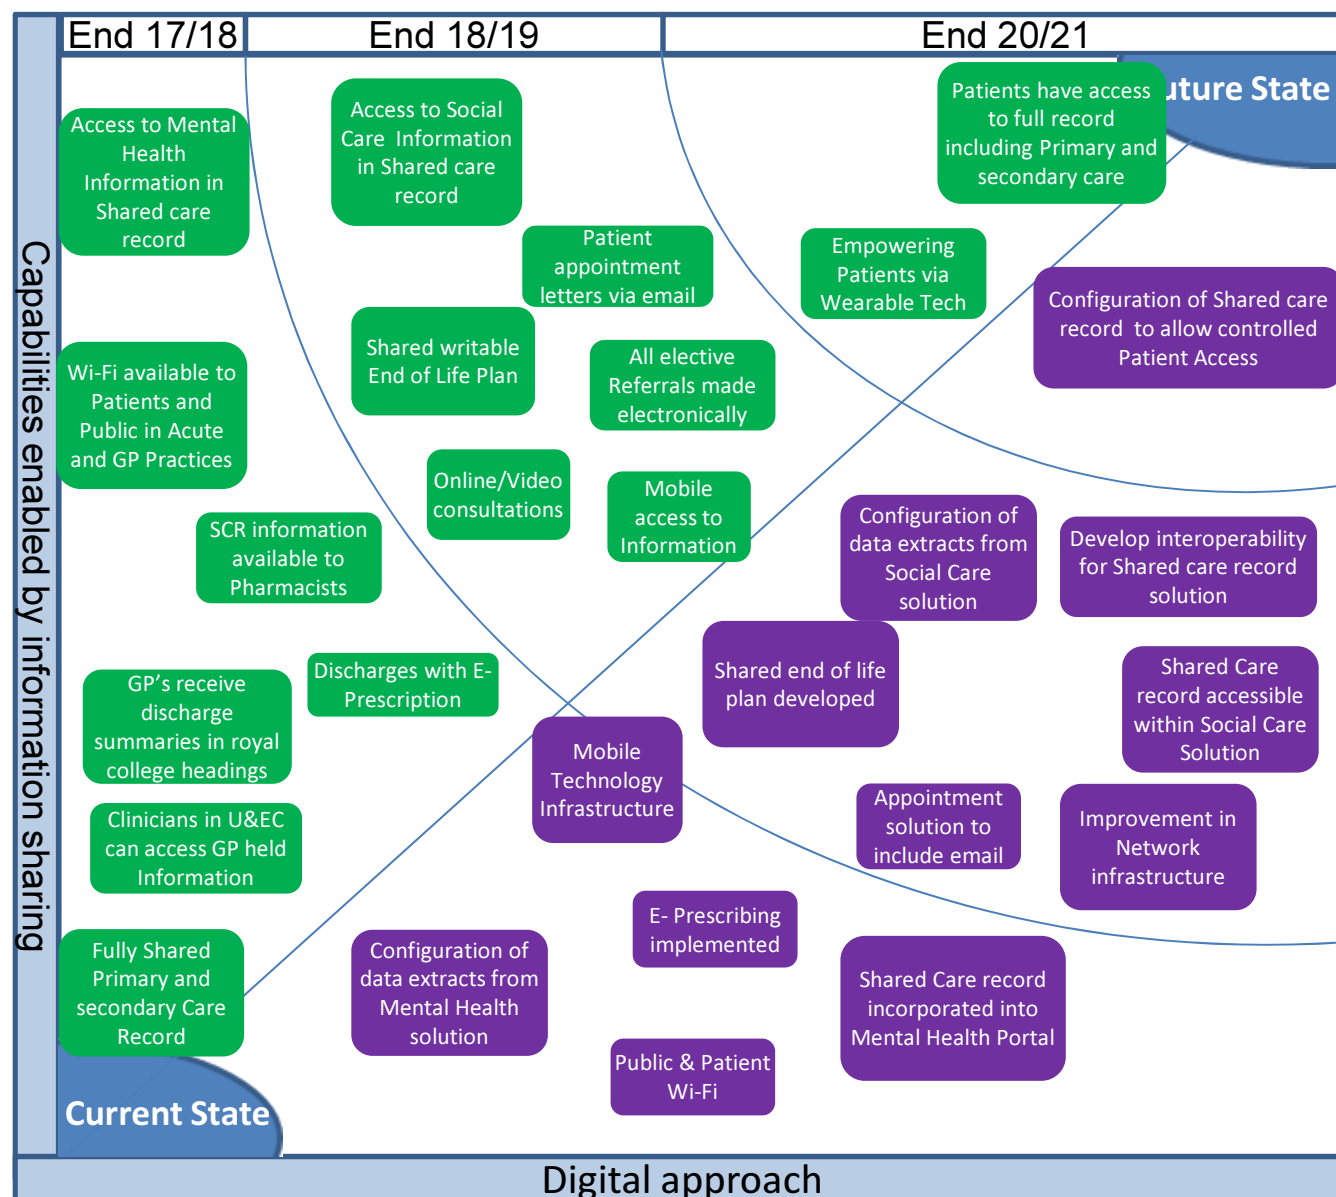 End 17/18
End 18/19
End 20/21
Capabilities enabled by information sharing
Access to Mental
Health
Information in
Shared care
record
Access to Social
Care Information
in Shared care
record
Patients have access
to full record
including Primary and
secondary care
uture State
Patient
appointment
letters via email
Empowering
Patients via
Wearable Tech
Configuration of Shared care
record to allow controlled
Patient Access
Wi-Fi available to
Patients and
Public in Acute
and GP Practices
Shared writable
End of Life Plan
All elective
Referrals made
electronically
Online/Video
consultations
Mobile
access to
Information
SCR information
available to
Pharmacists
Configuration of
data extracts from
Social Care
solution
Develop interoperability
for Shared care record
solution
GP's receive
discharge
summaries in royal
college headings
Discharges with E-
Prescription
Shared end of life
plan developed
Shared Care
record accessible
within Social Care
Solution
Mobile
Technology
Infrastructure
Clinicians in U&EC
can access GP held
Information
Appointment
solution to
include email
Improvement in
Network
infrastructure
E- Prescribing
implemented
Fully Shared
Primary and
secondary Care
Record
Configuration of
data extracts from
Mental Health
solution
Shared Care record
incorporated into
Mental Health Portal
Public & Patient
Wi-Fi
Current State
Digital approach